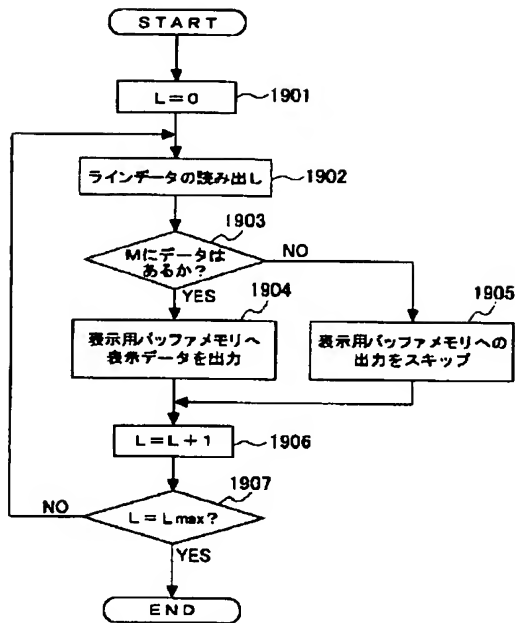 START
L=0
1901
ラインデータの読み出し
1902
1903
Mにデータは
あるか?
NO
YES
1904
表示用バッファメモリへ
表示データを出力
1905
表示用バッファメモリへの
出力をスキップ
L=L+1
1906
1907
L=Lmax?
NO
YES
END